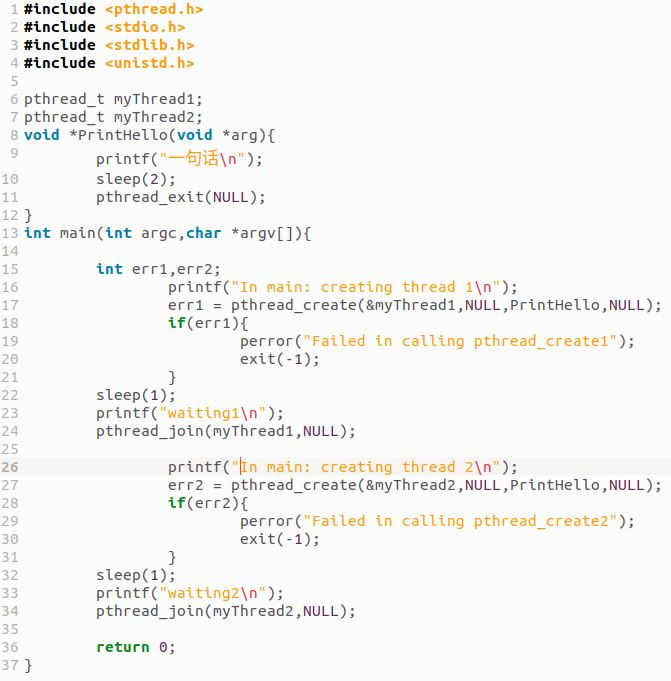 1 #include <pthread.h>
2 #include <stdio.h>
3 #include <stdlib.h>
4 #include <unistd.h>
5
6 pthread_t myThread1;
7 pthread_t myThread2;
8 void *PrintHello(void *arg){
9         printf("一句话\n");
10         sleep(2);
11         pthread_exit(NULL);
12 }
13 int main(int argc,char *argv[]){
14
15         int err1,err2;
16                 printf("In main: creating thread 1\n");
17                 err1 = pthread_create(&myThread1,NULL,PrintHello,NULL);
18                 if(err1){
19                         perror("Failed in calling pthread_create1");
20                         exit(-1);
21                 }
22         sleep(1);
23         printf("waiting1\n");
24         pthread_join(myThread1,NULL);
25
26                 printf("In main: creating thread 2\n");
27                 err2 = pthread_create(&myThread2,NULL,PrintHello,NULL);
28                 if(err2){
29                         perror("Failed in calling pthread_create2");
30                         exit(-1);
31                 }
32         sleep(1);
33         printf("waiting2\n");
34         pthread_join(myThread2,NULL);
35
36         return 0;
37 }